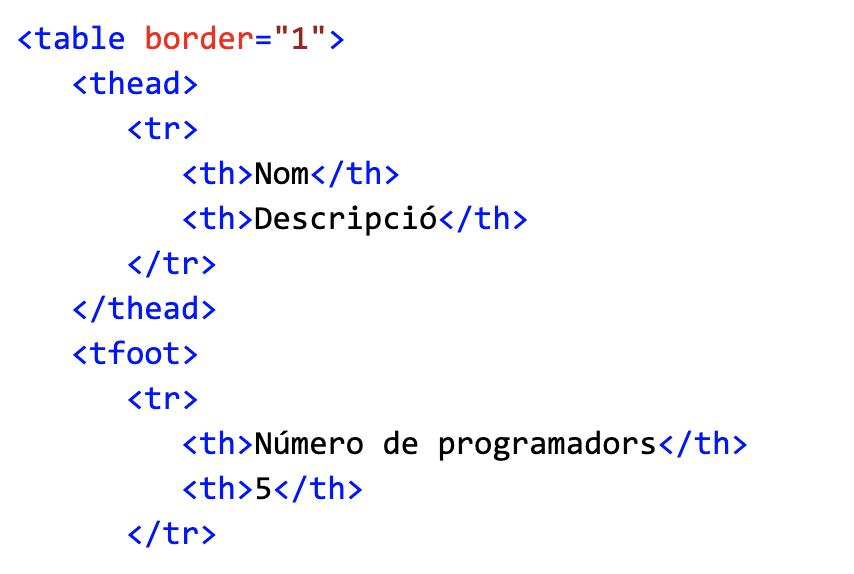 <table border="1">
   <thead>
      <tr>
         <th>Nom</th>
         <th>Descripció</th>
      </tr>
   </thead>
   <tfoot>
      <tr>
         <th>Número de programadors</th>
         <th>5</th>
      </tr>